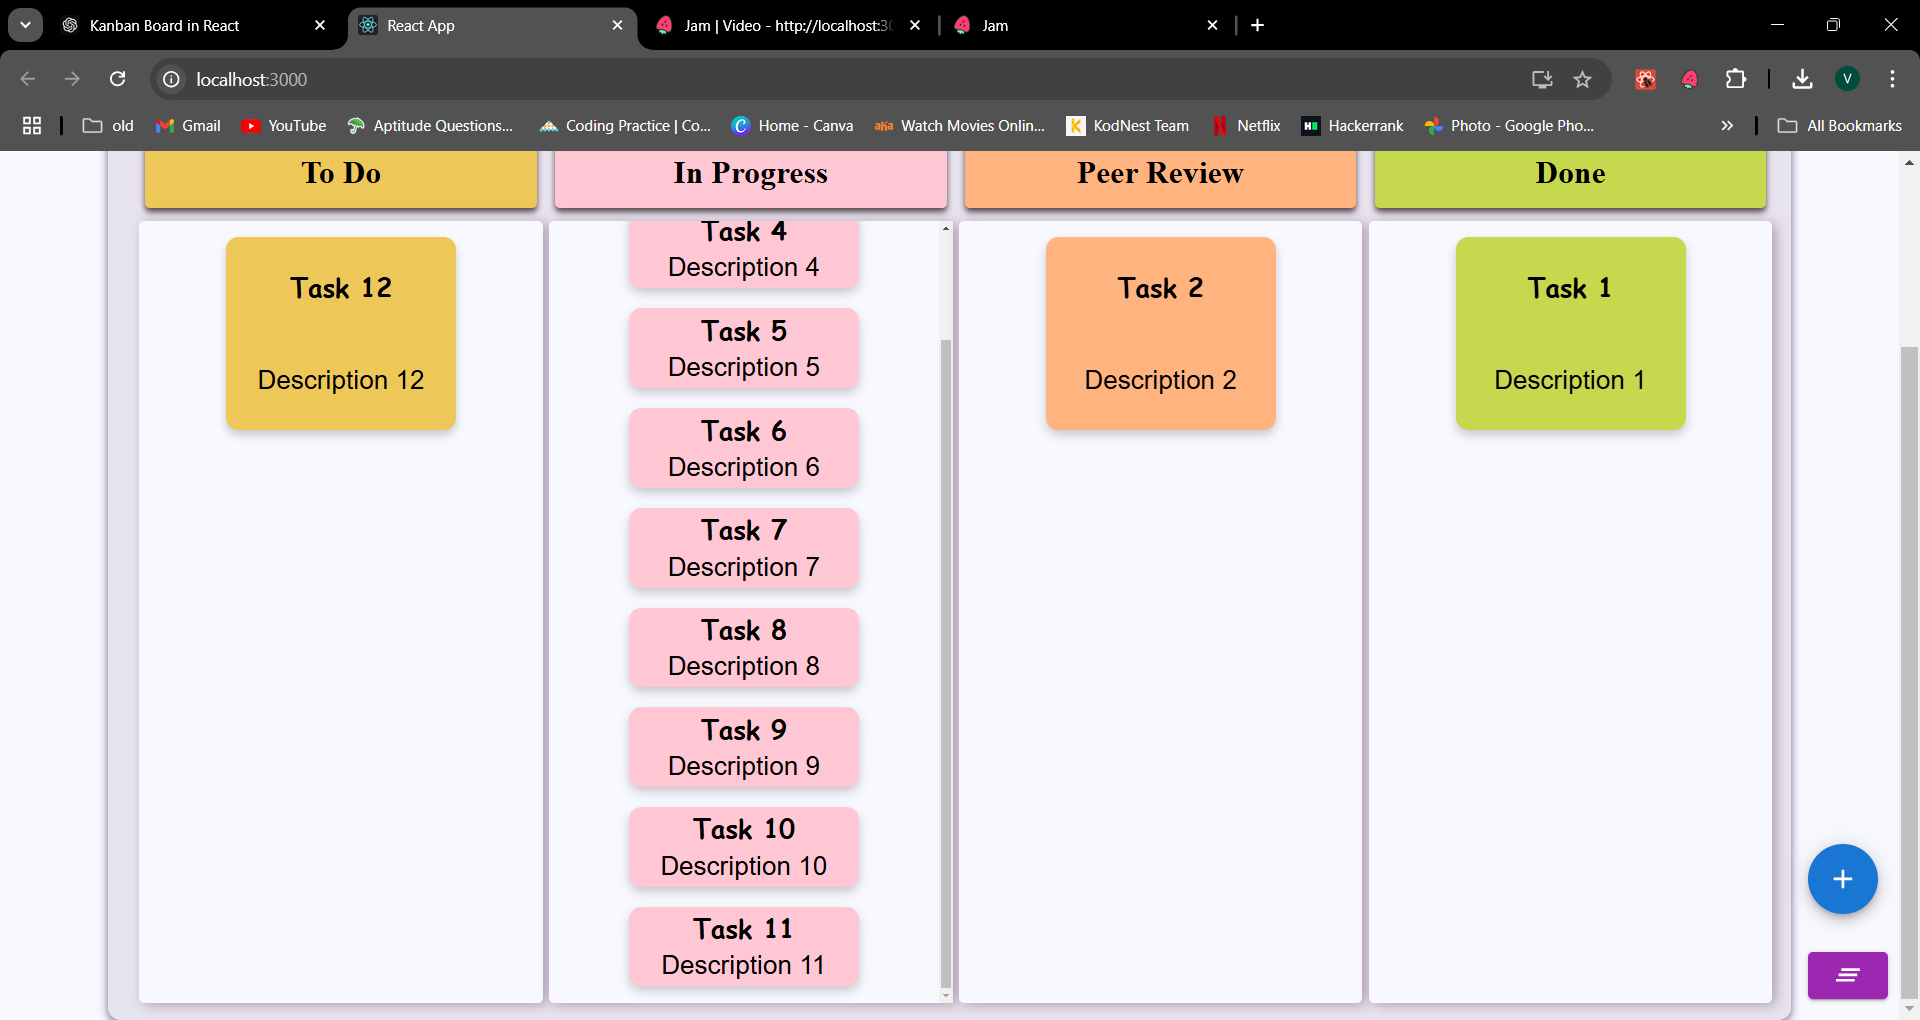 Kanban Board in React
React App
Jam | Video - http://localhost:30
Jam
localhost:3000
V
old
Gmail
YouTube
Aptitude Questions...
Coding Practice | Co...
Home - Canva
aha
Watch Movies Onlin...
KodNest Team
Netflix
Hackerrank
Photo - Google Pho...
All Bookmarks
To Do
In Progress
Peer Review
Done
Task 12
Description 12
Task 4
Description 4
Task 5
Description 5
Task 6
Description 6
Task 7
Description 7
Task 8
Description 8
Task 9
Description 9
Task 10
Description 10
Task 11
Description 11
Task 2
Description 2
Task 1
Description 1